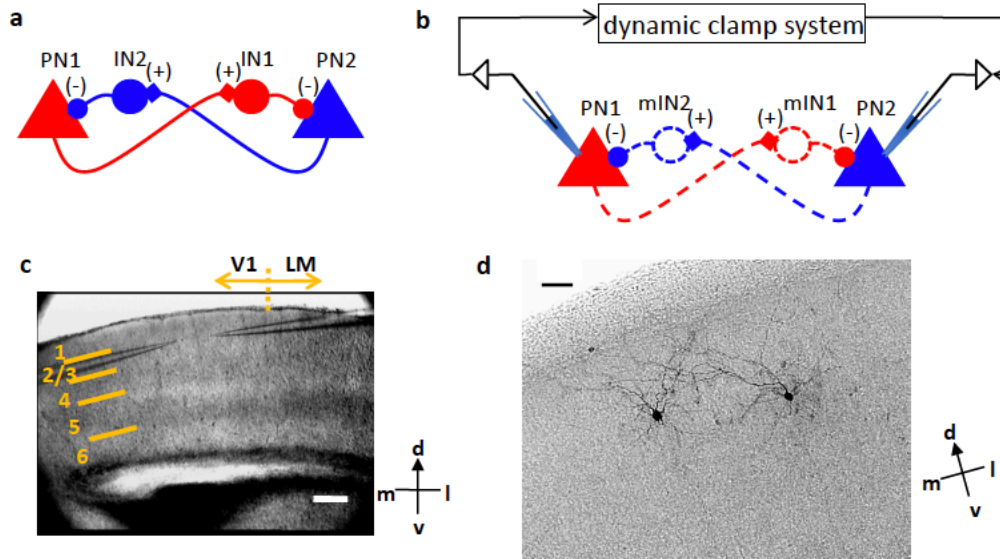 a
PN1 IN2 IN1 PN2
(-) (+) (+) (-)
b
dynamic clamp system
PN1 mIN2 mIN1 PN2
(-) (+) (+) (-)
c
V1 LM
1
2/3
4
5
6
d
m l
v
d
d
m l
v